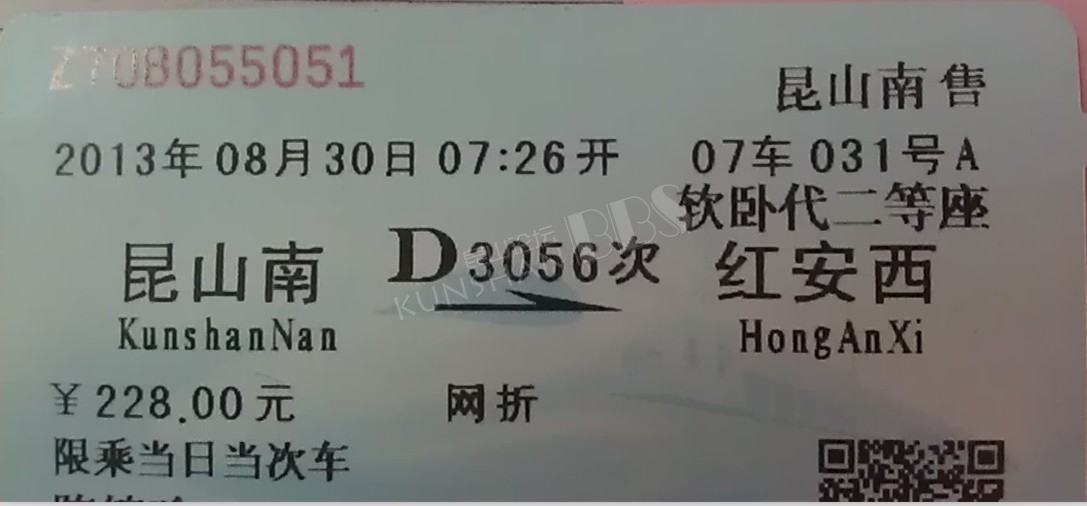 Z708055051
昆山南售
2013年08月30日07:26开 07车031号A
软卧代二等座
昆山南 D3056次 红安西
KunshanNan HongAnXi
¥228.00元 网折
限乘当日当次车